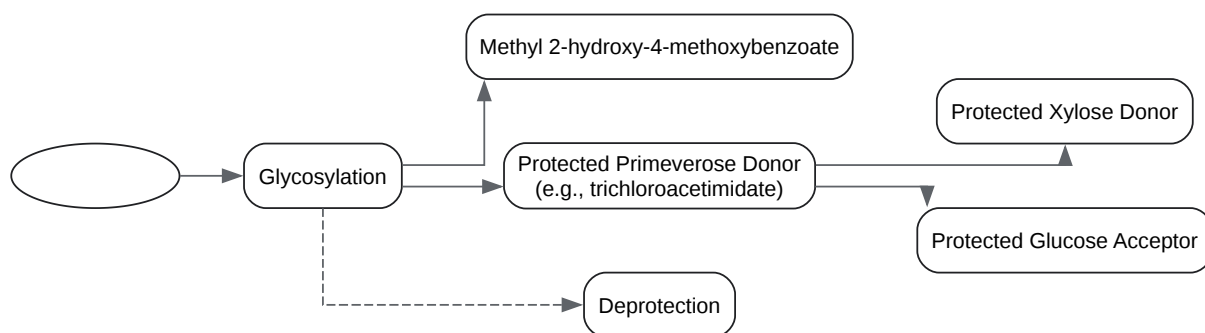 Methyl 2-hydroxy-4-methoxybenzoate
Protected Xylose Donor
Glycosylation
Protected Primeverose Donor
(e.g., trichloroacetimidate)
Protected Glucose Acceptor
Deprotection